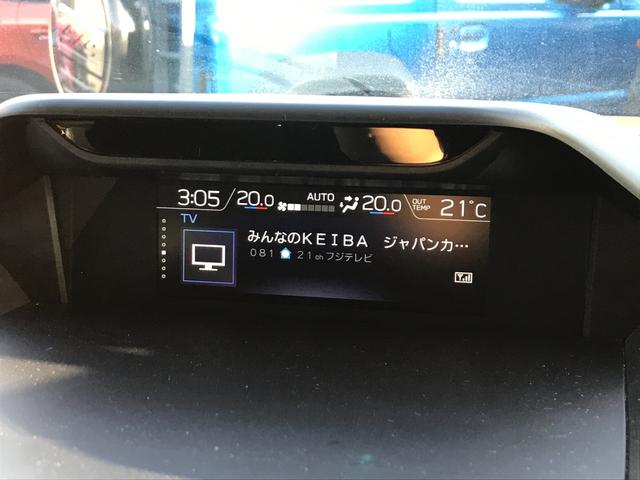 3:05 20.0 AUTO 20.0 OUT TEMP 21°C
TV
みんなのＫＥＩＢＡ　ジャパンカ…
081 21ch フジテレビ